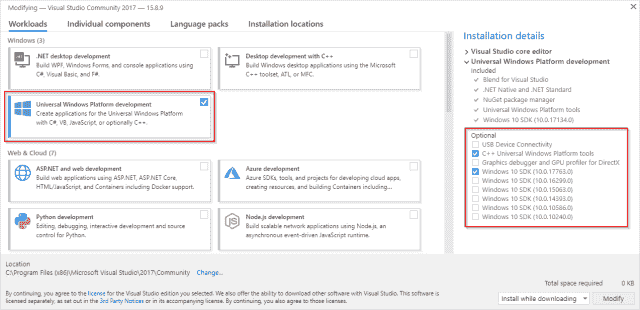 Modifying — Visual Studio Community — 15.8.9
Workloads
Individual components
Language packs
Installation locations
Windows (3)
.NET desktop development
Build WPF, Windows Forms, and console applications using
C#, Visual Basic, and F#.
Desktop development with C++
Build Windows desktop applications using the Microsoft
C++ toolset, ATL, or MFC.
Universal Windows Platform development
Create applications for the Universal Windows Platform
with C#, VB, JavaScript, or optionally C++.
Web & Cloud (7)
ASP.NET and web development
Build web applications using ASP.NET, ASP.NET Core,
HTML/JavaScript, and Containers including Docker support.
Azure development
Azure SDKs, tools, and projects for developing cloud apps,
creating resources, and building Containers including...
Python development
Editing, debugging, interactive development and source
control for Python.
Node.js development
Build scalable network applications using Node.js, an
asynchronous event-driven JavaScript runtime.
Installation details
Visual Studio core editor
Universal Windows Platform development
Included
Blend for Visual Studio
.NET Native and .NET Standard
NuGet package manager
Universal Windows Platform tools
Windows 10 SDK (10.0.17134.0)
Optional
USB Device Connectivity
C++ Universal Windows Platform tools
Graphics debugger and GPU profiler for DirectX
Windows 10 SDK (10.0.17763.0)
Windows 10 SDK (10.0.16299.0)
Windows 10 SDK (10.0.15063.0)
Windows 10 SDK (10.0.14393.0)
Windows 10 SDK (10.0.10586.0)
Windows 10 SDK (10.0.10240.0)
Location
C:\Program Files (x86)\Microsoft Visual Studio\2017\Community
Change...
Total space required
0 KB
By continuing, you agree to the license for the Visual Studio edition you selected. We also offer the ability to download other software with Visual Studio. This software is
licensed separately, as set out in the 3rd Party Notices or in its accompanying license. By continuing, you also agree to those licenses.
Install while downloading
Modify